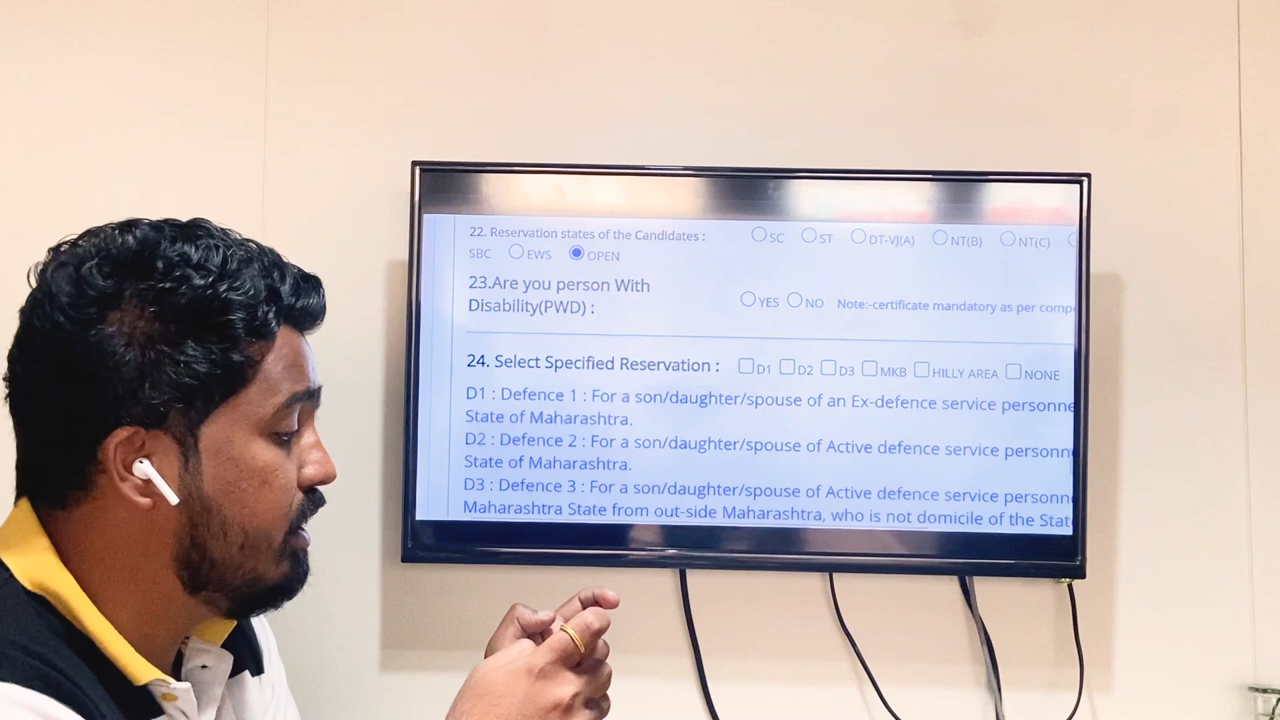 22. Reservation states of the Candidates : SC ST DT-VJ(A) NT(B) NT(C)
SBC EWS OPEN
23.Are you person With
Disability(PWD) : YES NO Note:-certificate mandatory as per
24. Select Specified Reservation : D1 D2 D3 MKB HILLY AREA NONE
D1 : Defence 1 : For a son/daughter/spouse of an Ex-defence service
State of Maharashtra.
D2 : Defence 2 : For a son/daughter/spouse of Active defence service
State of Maharashtra.
D3 : Defence 3 : For a son/daughter/spouse of Active defence service
Maharashtra State from out-side Maharashtra, who is not domicile of the